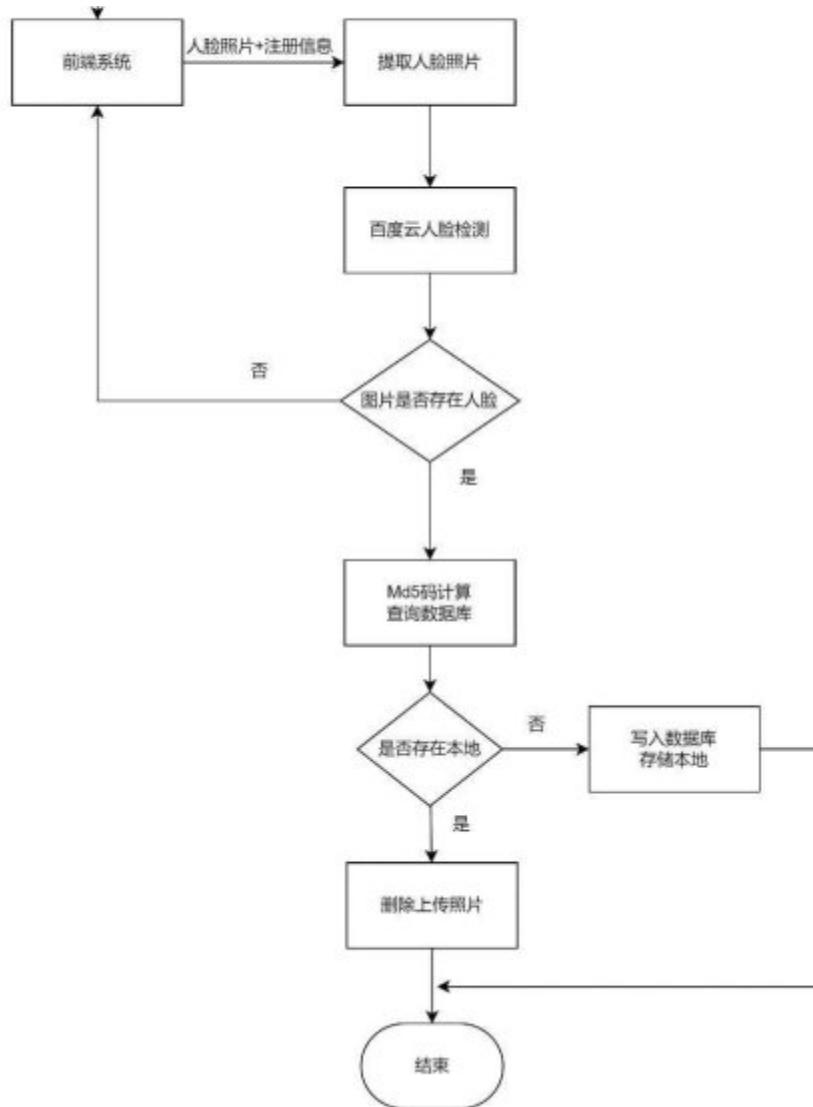 前端系统
人脸照片+注册信息
提取人脸照片
百度云人脸检测
否
图片是否存在人脸
是
Md5码计算
查询数据库
是否存在本地
否
写入数据库
存储本地
是
删除上传照片
结束